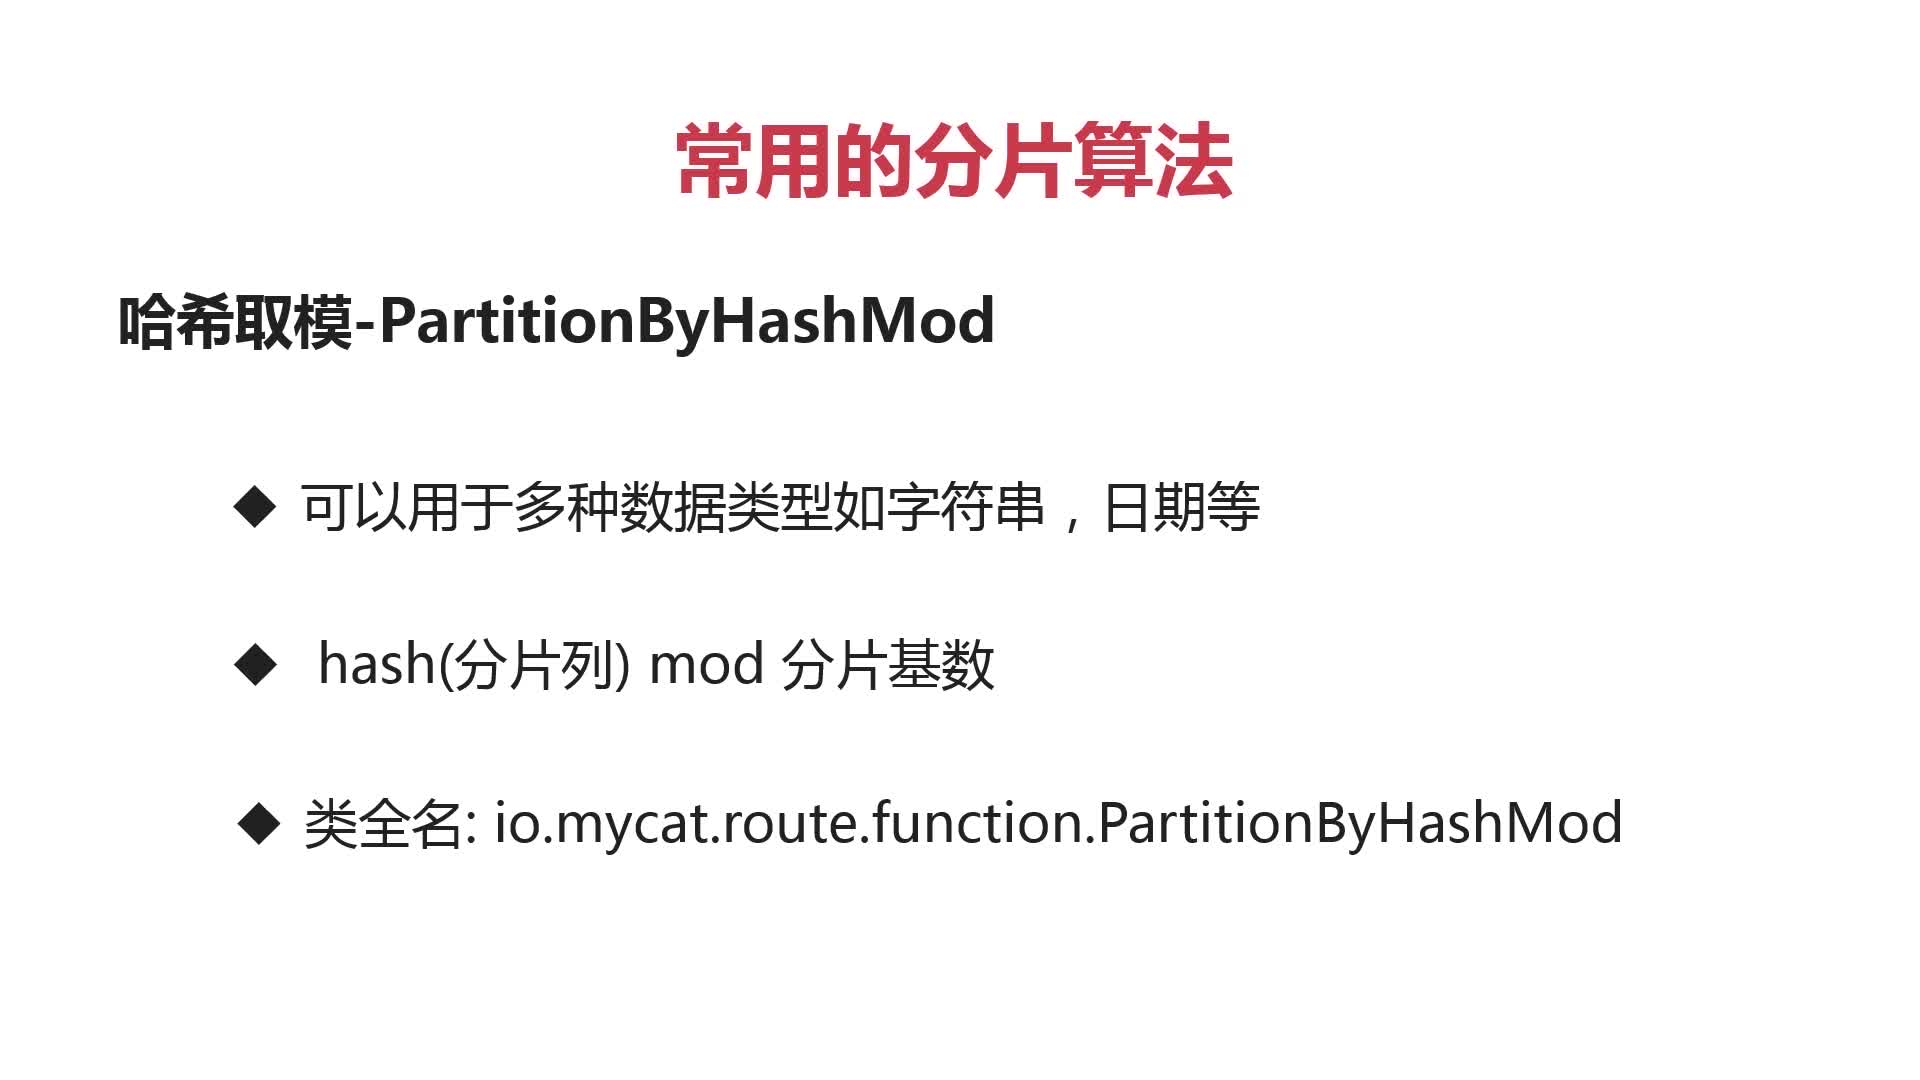 常用的分片算法
哈希取模-PartitionByHashMod
◆ 可以用于多种数据类型如字符串，日期等
◆ hash(分片列) mod 分片基数
◆ 类全名: io.mycat.route.function.PartitionByHashMod